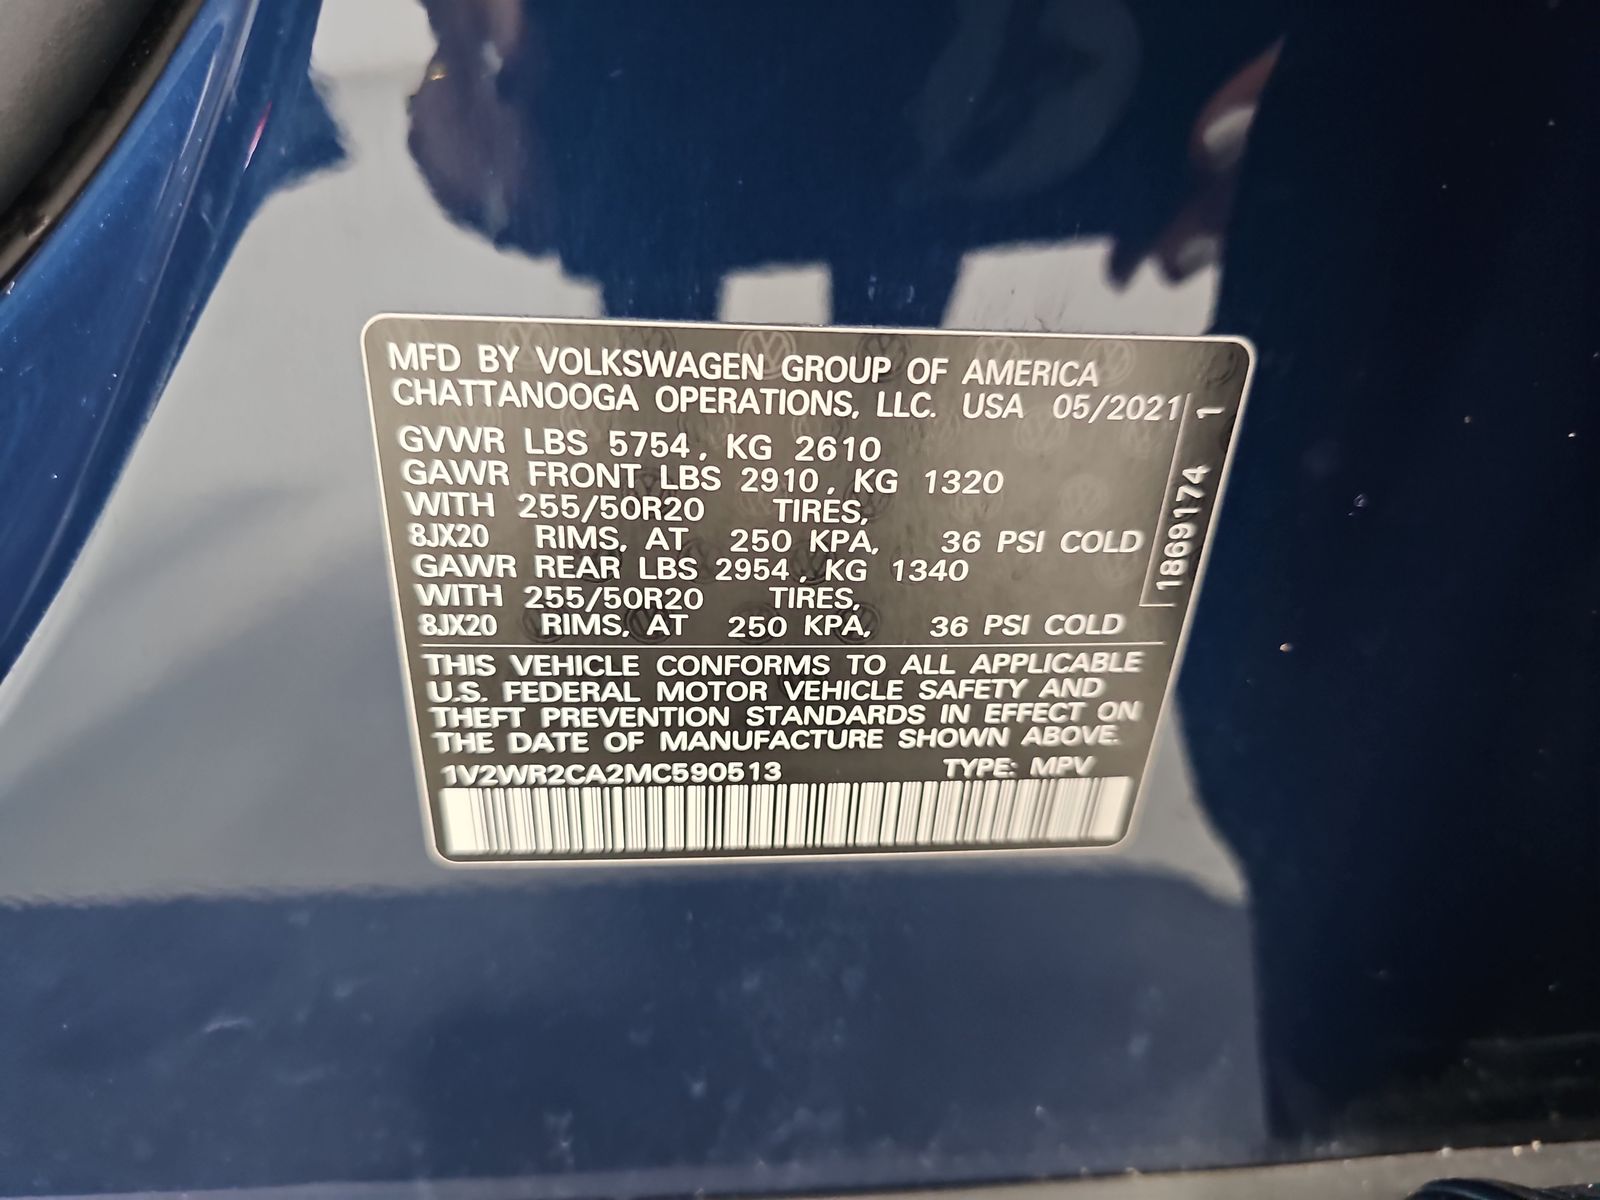 MFD BY VOLKSWAGEN GROUP OF AMERICA
CHATTANOOGA OPERATIONS, LLC. USA 05/2021
GVWR LBS 5754, KG 2610
GAWR FRONT LBS 2910, KG 1320
WITH 255/50R20 TIRES,
8JX20 RIMS, AT 250 KPA, 36 PSI COLD
GAWR REAR LBS 2954, KG 1340
WITH 255/50R20 TIRES,
8JX20 RIMS, AT 250 KPA, 36 PSI COLD
1869174 1
THIS VEHICLE CONFORMS TO ALL APPLICABLE
U.S. FEDERAL MOTOR VEHICLE SAFETY AND
THEFT PREVENTION STANDARDS IN EFFECT ON
THE DATE OF MANUFACTURE SHOWN ABOVE.
1V2WR2CA2MC590513 TYPE: MPV